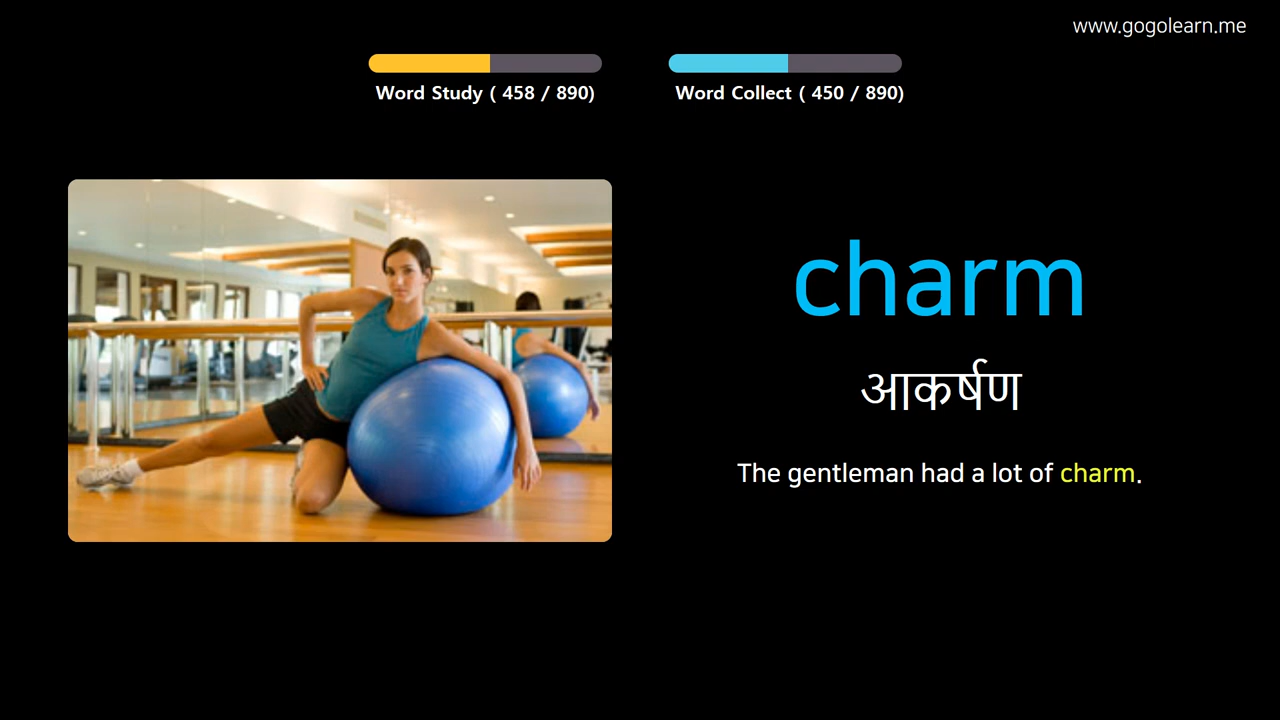 www.gogolearn.me
Word Study ( 458 / 890)
Word Collect ( 450 / 890)
charm
आकर्षण
The gentleman had a lot of charm.